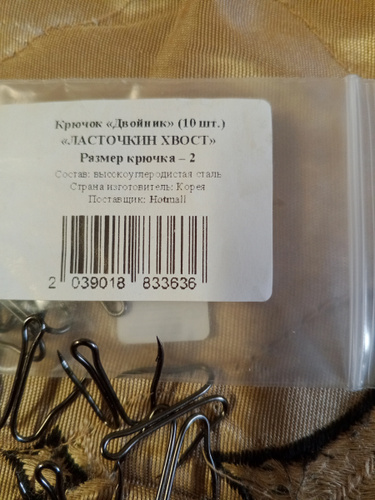 Крючок «Двойник» (10 шт.)
«ЛАСТОЧКИН ХВОСТ»
Размер крючка – 2
Состав: высокоуглеродистая сталь
Страна изготовитель: Корея
Поставщик: Hotmall
2 039018 833636